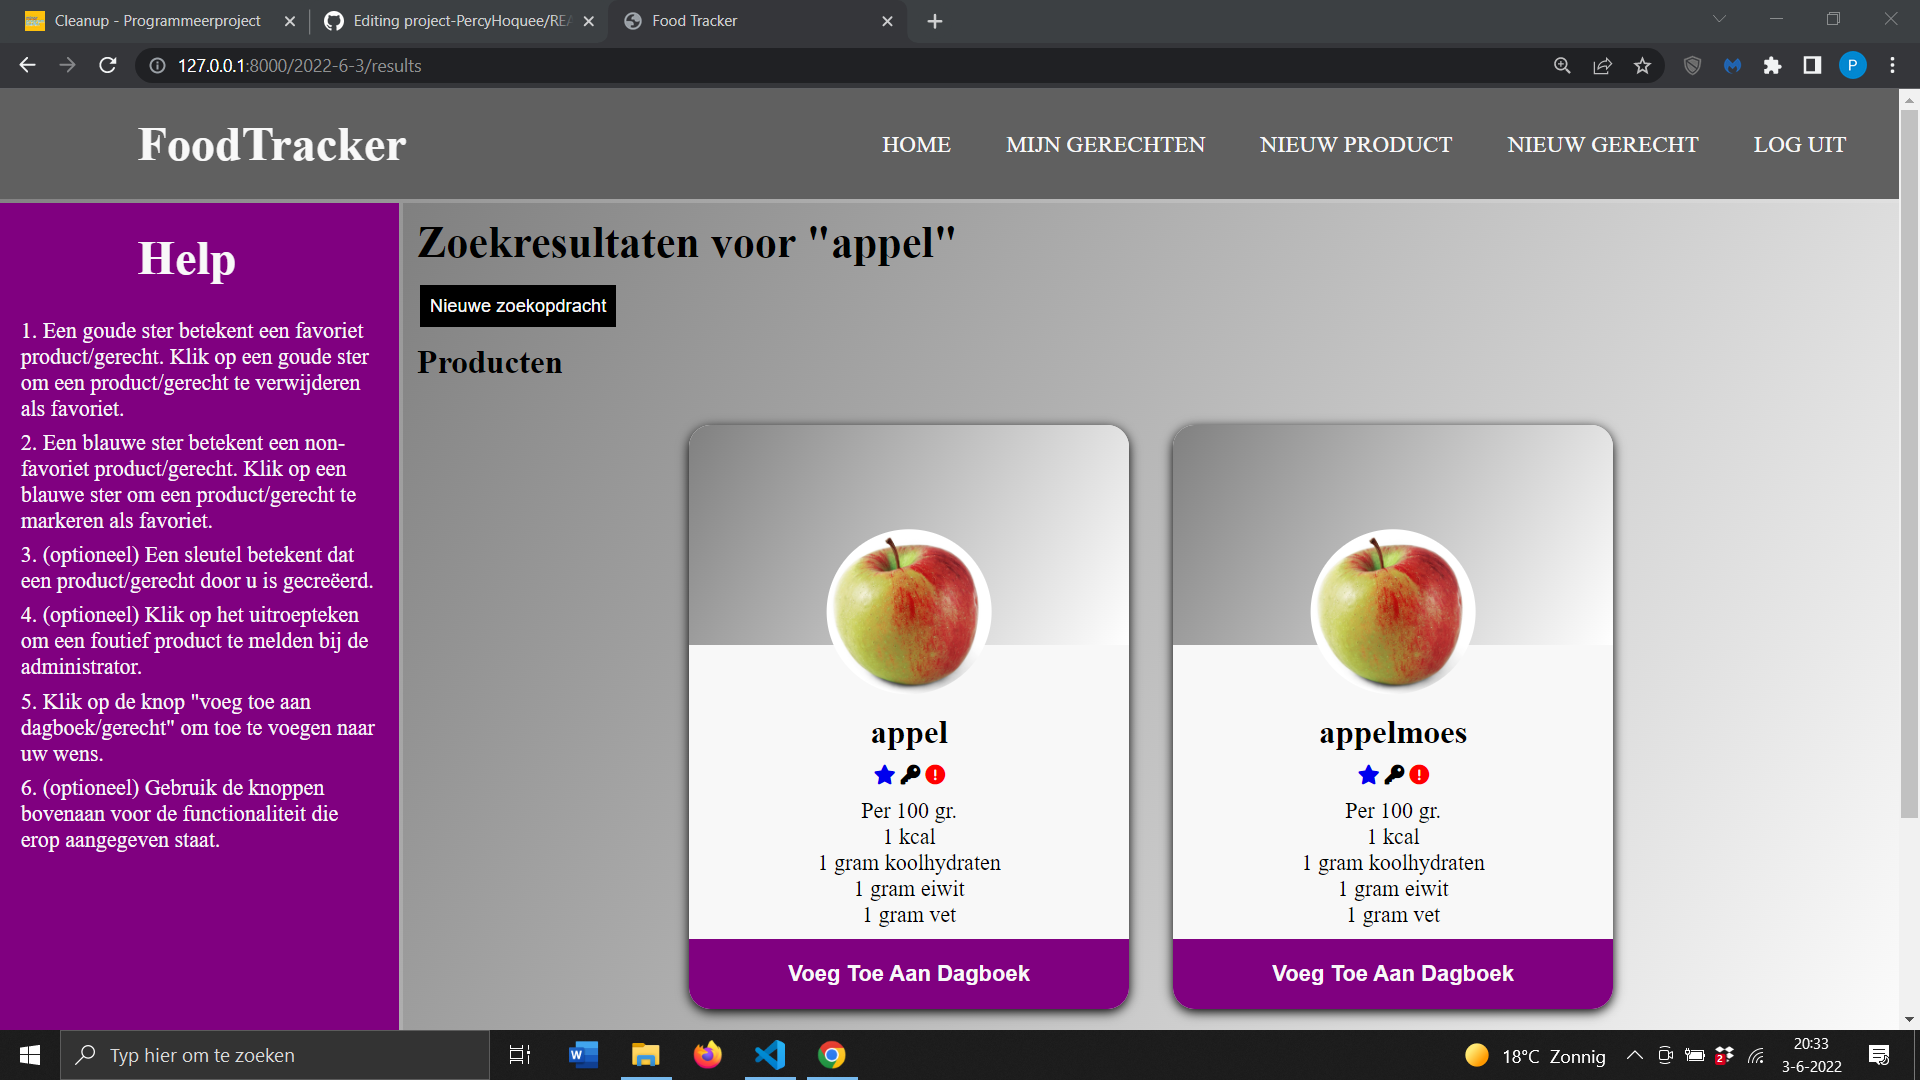 Cleanup - Programmeerproject
Editing project-PercyHoquee/REA
Food Tracker
127.0.0.1:8000/2022-6-3/results
P
FoodTracker
HOME
MIJN GERECHTEN
NIEUW PRODUCT
NIEUW GERECHT
LOG UIT
Help
1. Een goude ster betekent een favoriet
product/gerecht. Klik op een goude ster
om een product/gerecht te verwijderen
als favoriet.
2. Een blauwe ster betekent een non-
favoriet product/gerecht. Klik op een
blauwe ster om een product/gerecht te
markeren als favoriet.
3. (optioneel) Een sleutel betekent dat
een product/gerecht door u is gecreëerd.
4. (optioneel) Klik op het uitroepteken
om een foutief product te melden bij de
administrator.
5. Klik op de knop "voeg toe aan
dagboek/gerecht" om toe te voegen naar
uw wens.
6. (optioneel) Gebruik de knoppen
bovenaan voor de functionaliteit die
erop aangegeven staat.
Zoekresultaten voor "appel"
Nieuwe zoekopdracht
Producten
appel
Per 100 gr.
1 kcal
1 gram koolhydraten
1 gram eiwit
1 gram vet
Voeg Toe Aan Dagboek
appelmoes
Per 100 gr.
1 kcal
1 gram koolhydraten
1 gram eiwit
1 gram vet
Voeg Toe Aan Dagboek
Typ hier om te zoeken
W
18°C Zonnig
2
20:33
3-6-2022